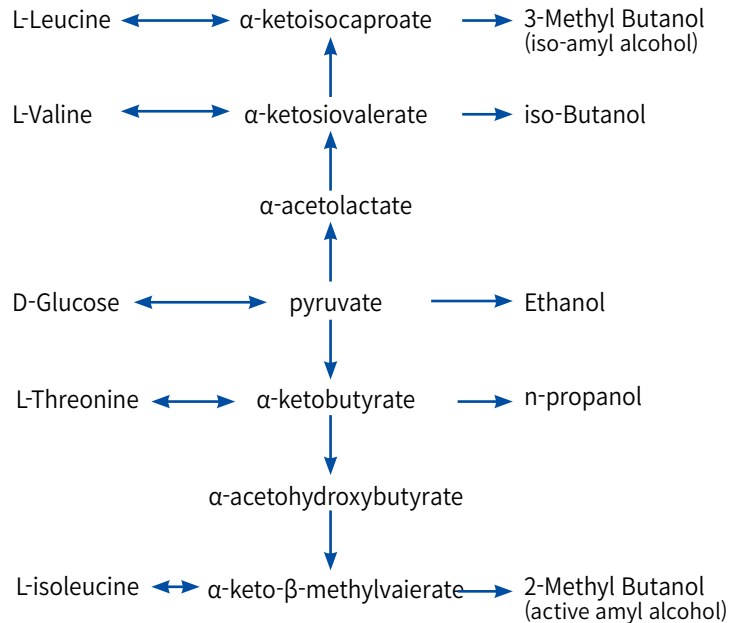 L-Leucine α-ketoisocaproate 3-Methyl Butanol
(iso-amyl alcohol)
L-Valine α-ketosiovalerate iso-Butanol
α-acetolactate
D-Glucose pyruvate Ethanol
L-Threonine α-ketobutyrate n-propanol
α-acetohydroxybutyrate
L-isoleucine α-keto-β-methylvaierate 2-Methyl Butanol
(active amyl alcohol)